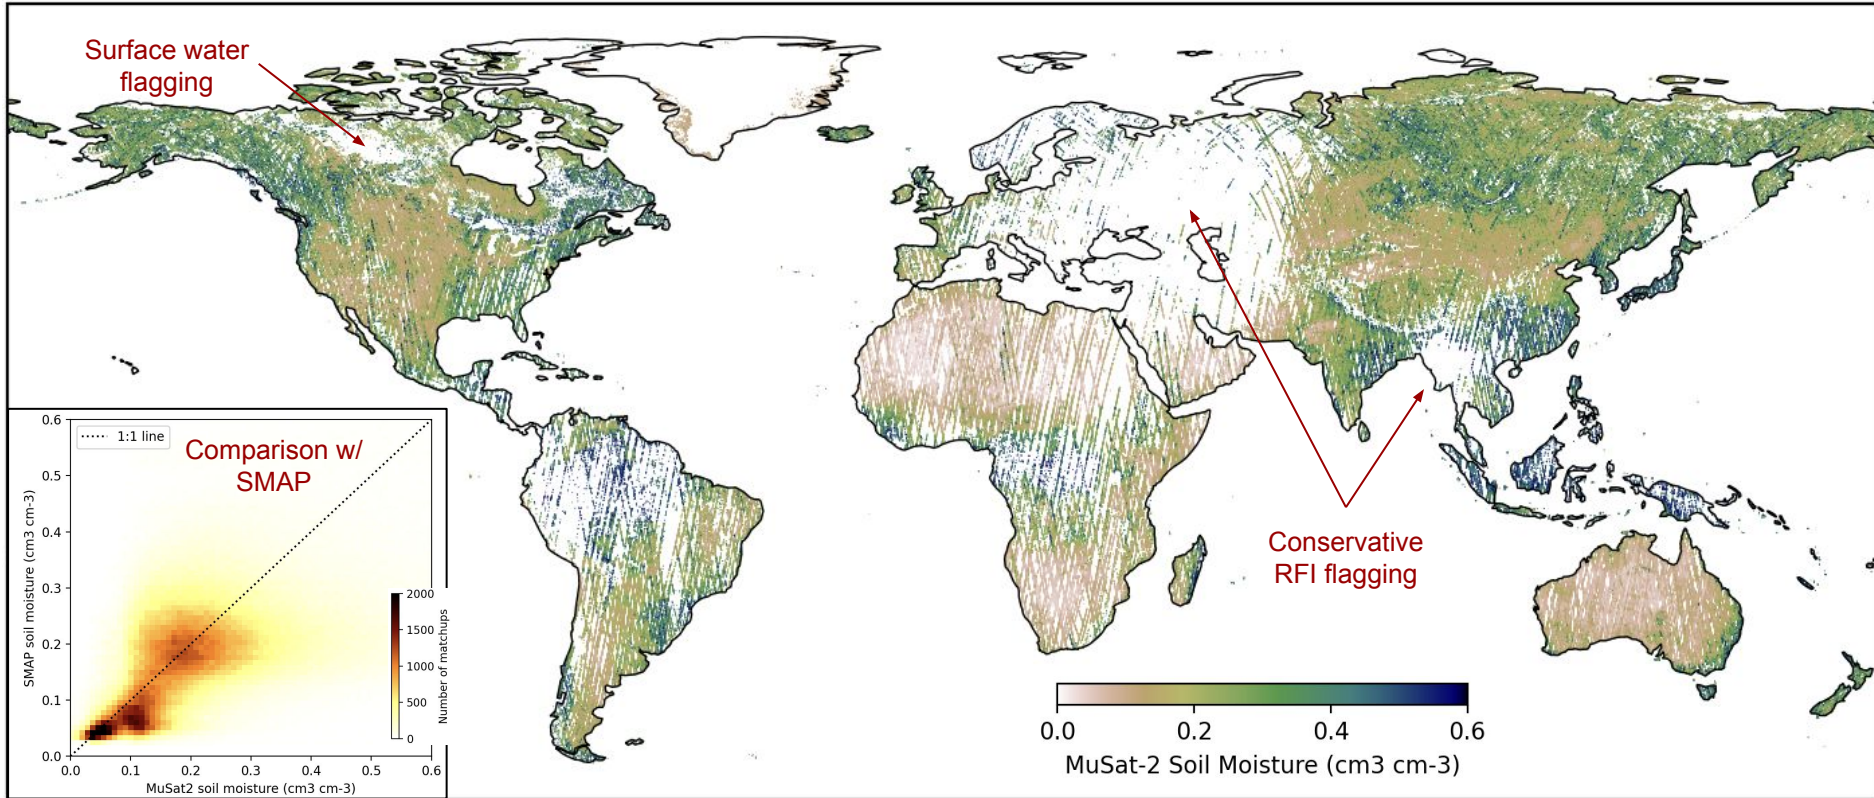 Surface water
flagging
Conservative
RFI flagging
0.0 0.2 0.4 0.6
MuSat-2 Soil Moisture (cm3 cm-3)
1:1 line
Comparison w/
SMAP
SMAP soil moisture (cm3 cm-3)
0.6
0.5
0.4
0.3
0.2
0.1
0.0
0.0 0.1 0.2 0.3 0.4 0.5 0.6
MuSat2 soil moisture (cm3 cm-3)
2000
1500
1000
500
0
Number of matchups